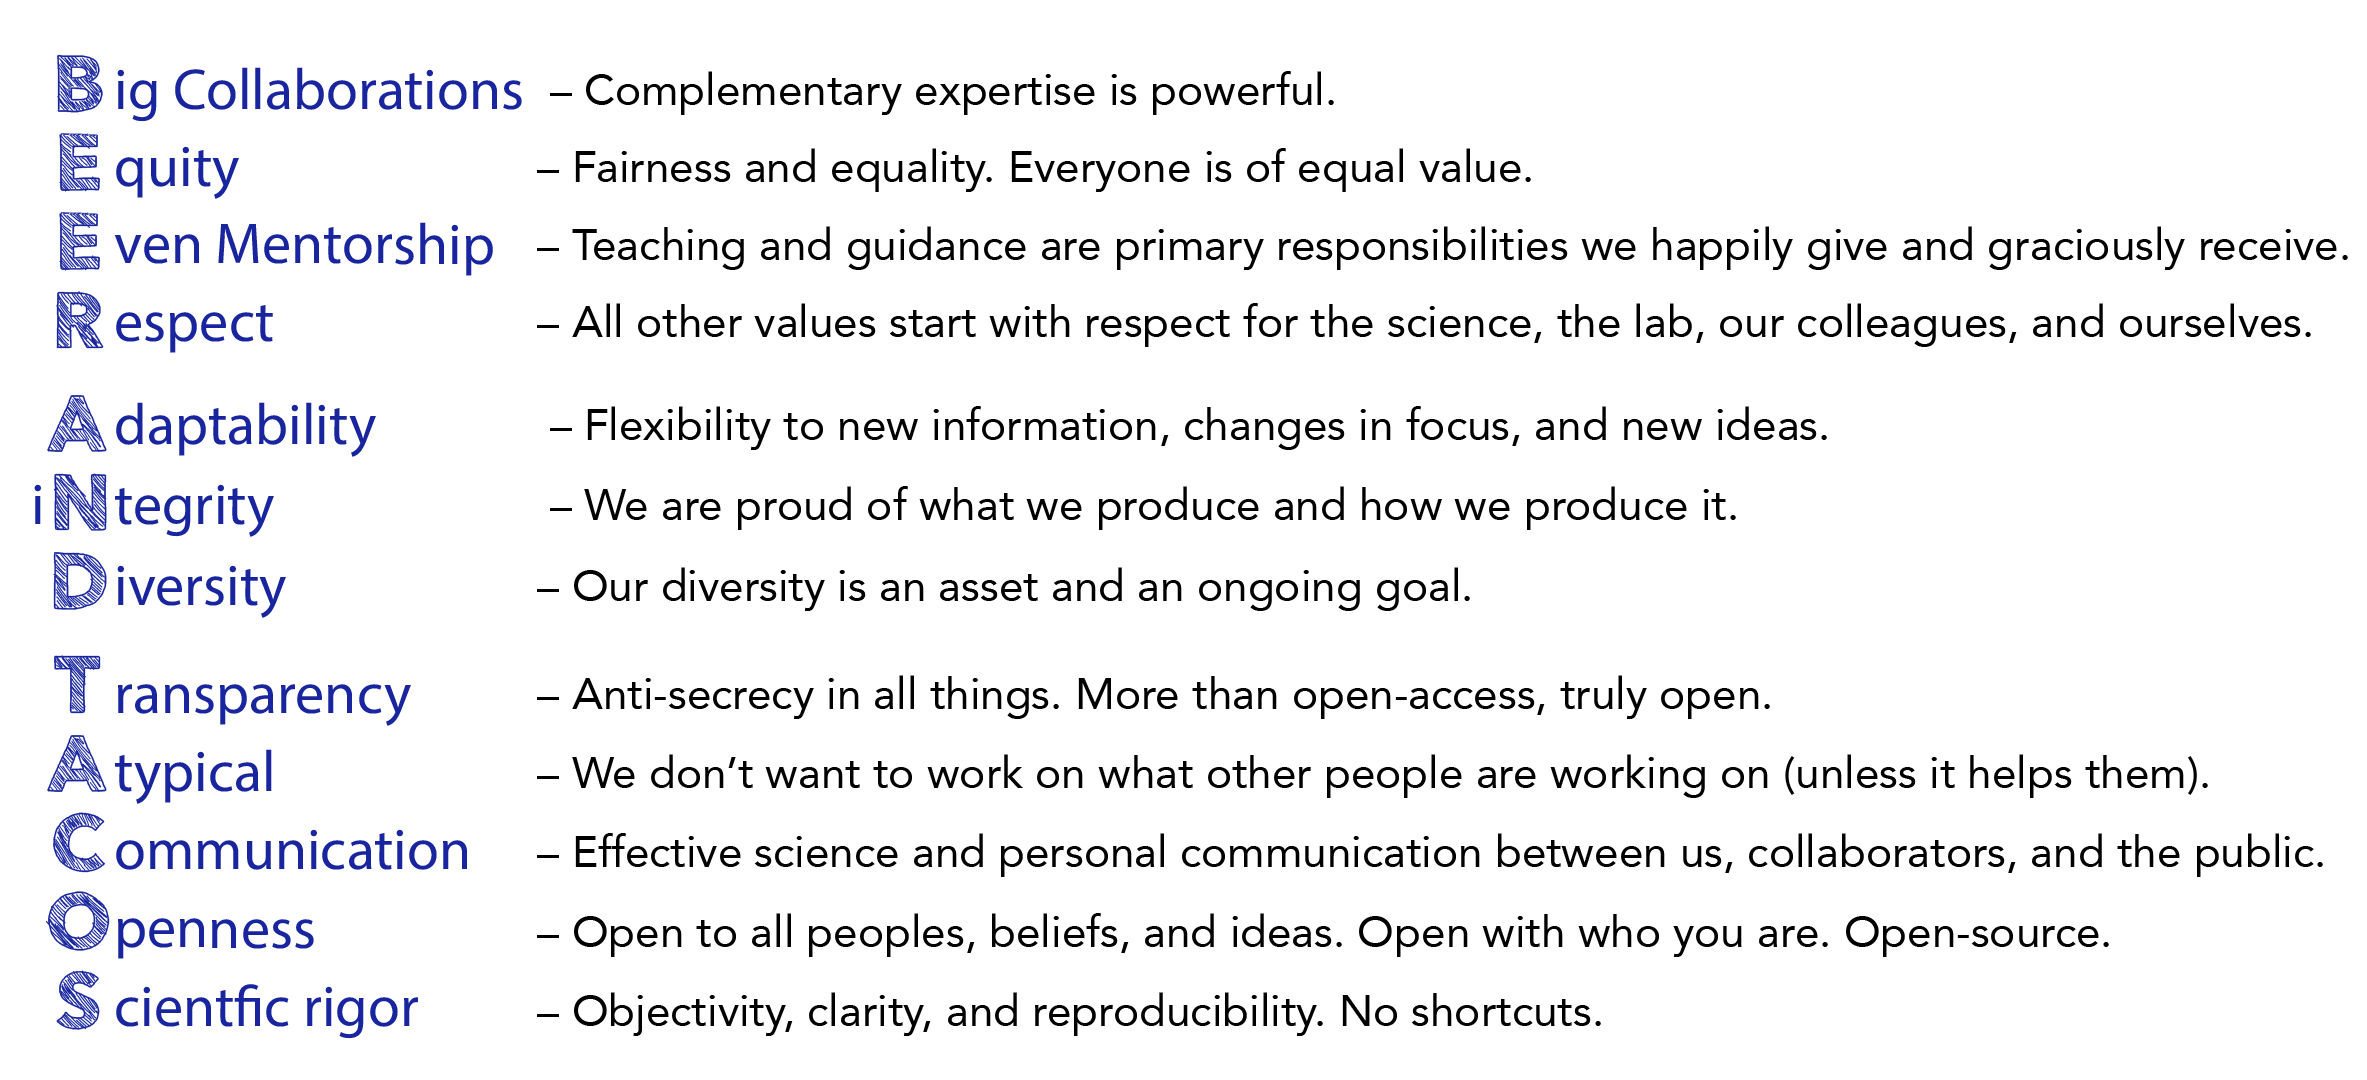 Big Collaborations – Complementary expertise is powerful.
Equity – Fairness and equality. Everyone is of equal value.
Even Mentorship – Teaching and guidance are primary responsibilities we happily give and graciously receive.
Respect – All other values start with respect for the science, the lab, our colleagues, and ourselves.
Adaptability – Flexibility to new information, changes in focus, and new ideas.
iNtegrity – We are proud of what we produce and how we produce it.
Diversity – Our diversity is an asset and an ongoing goal.
Transparency – Anti-secrecy in all things. More than open-access, truly open.
Atypical – We don’t want to work on what other people are working on (unless it helps them).
Communication – Effective science and personal communication between us, collaborators, and the public.
Openness – Open to all peoples, beliefs, and ideas. Open with who you are. Open-source.
Scientfic rigor – Objectivity, clarity, and reproducibility. No shortcuts.